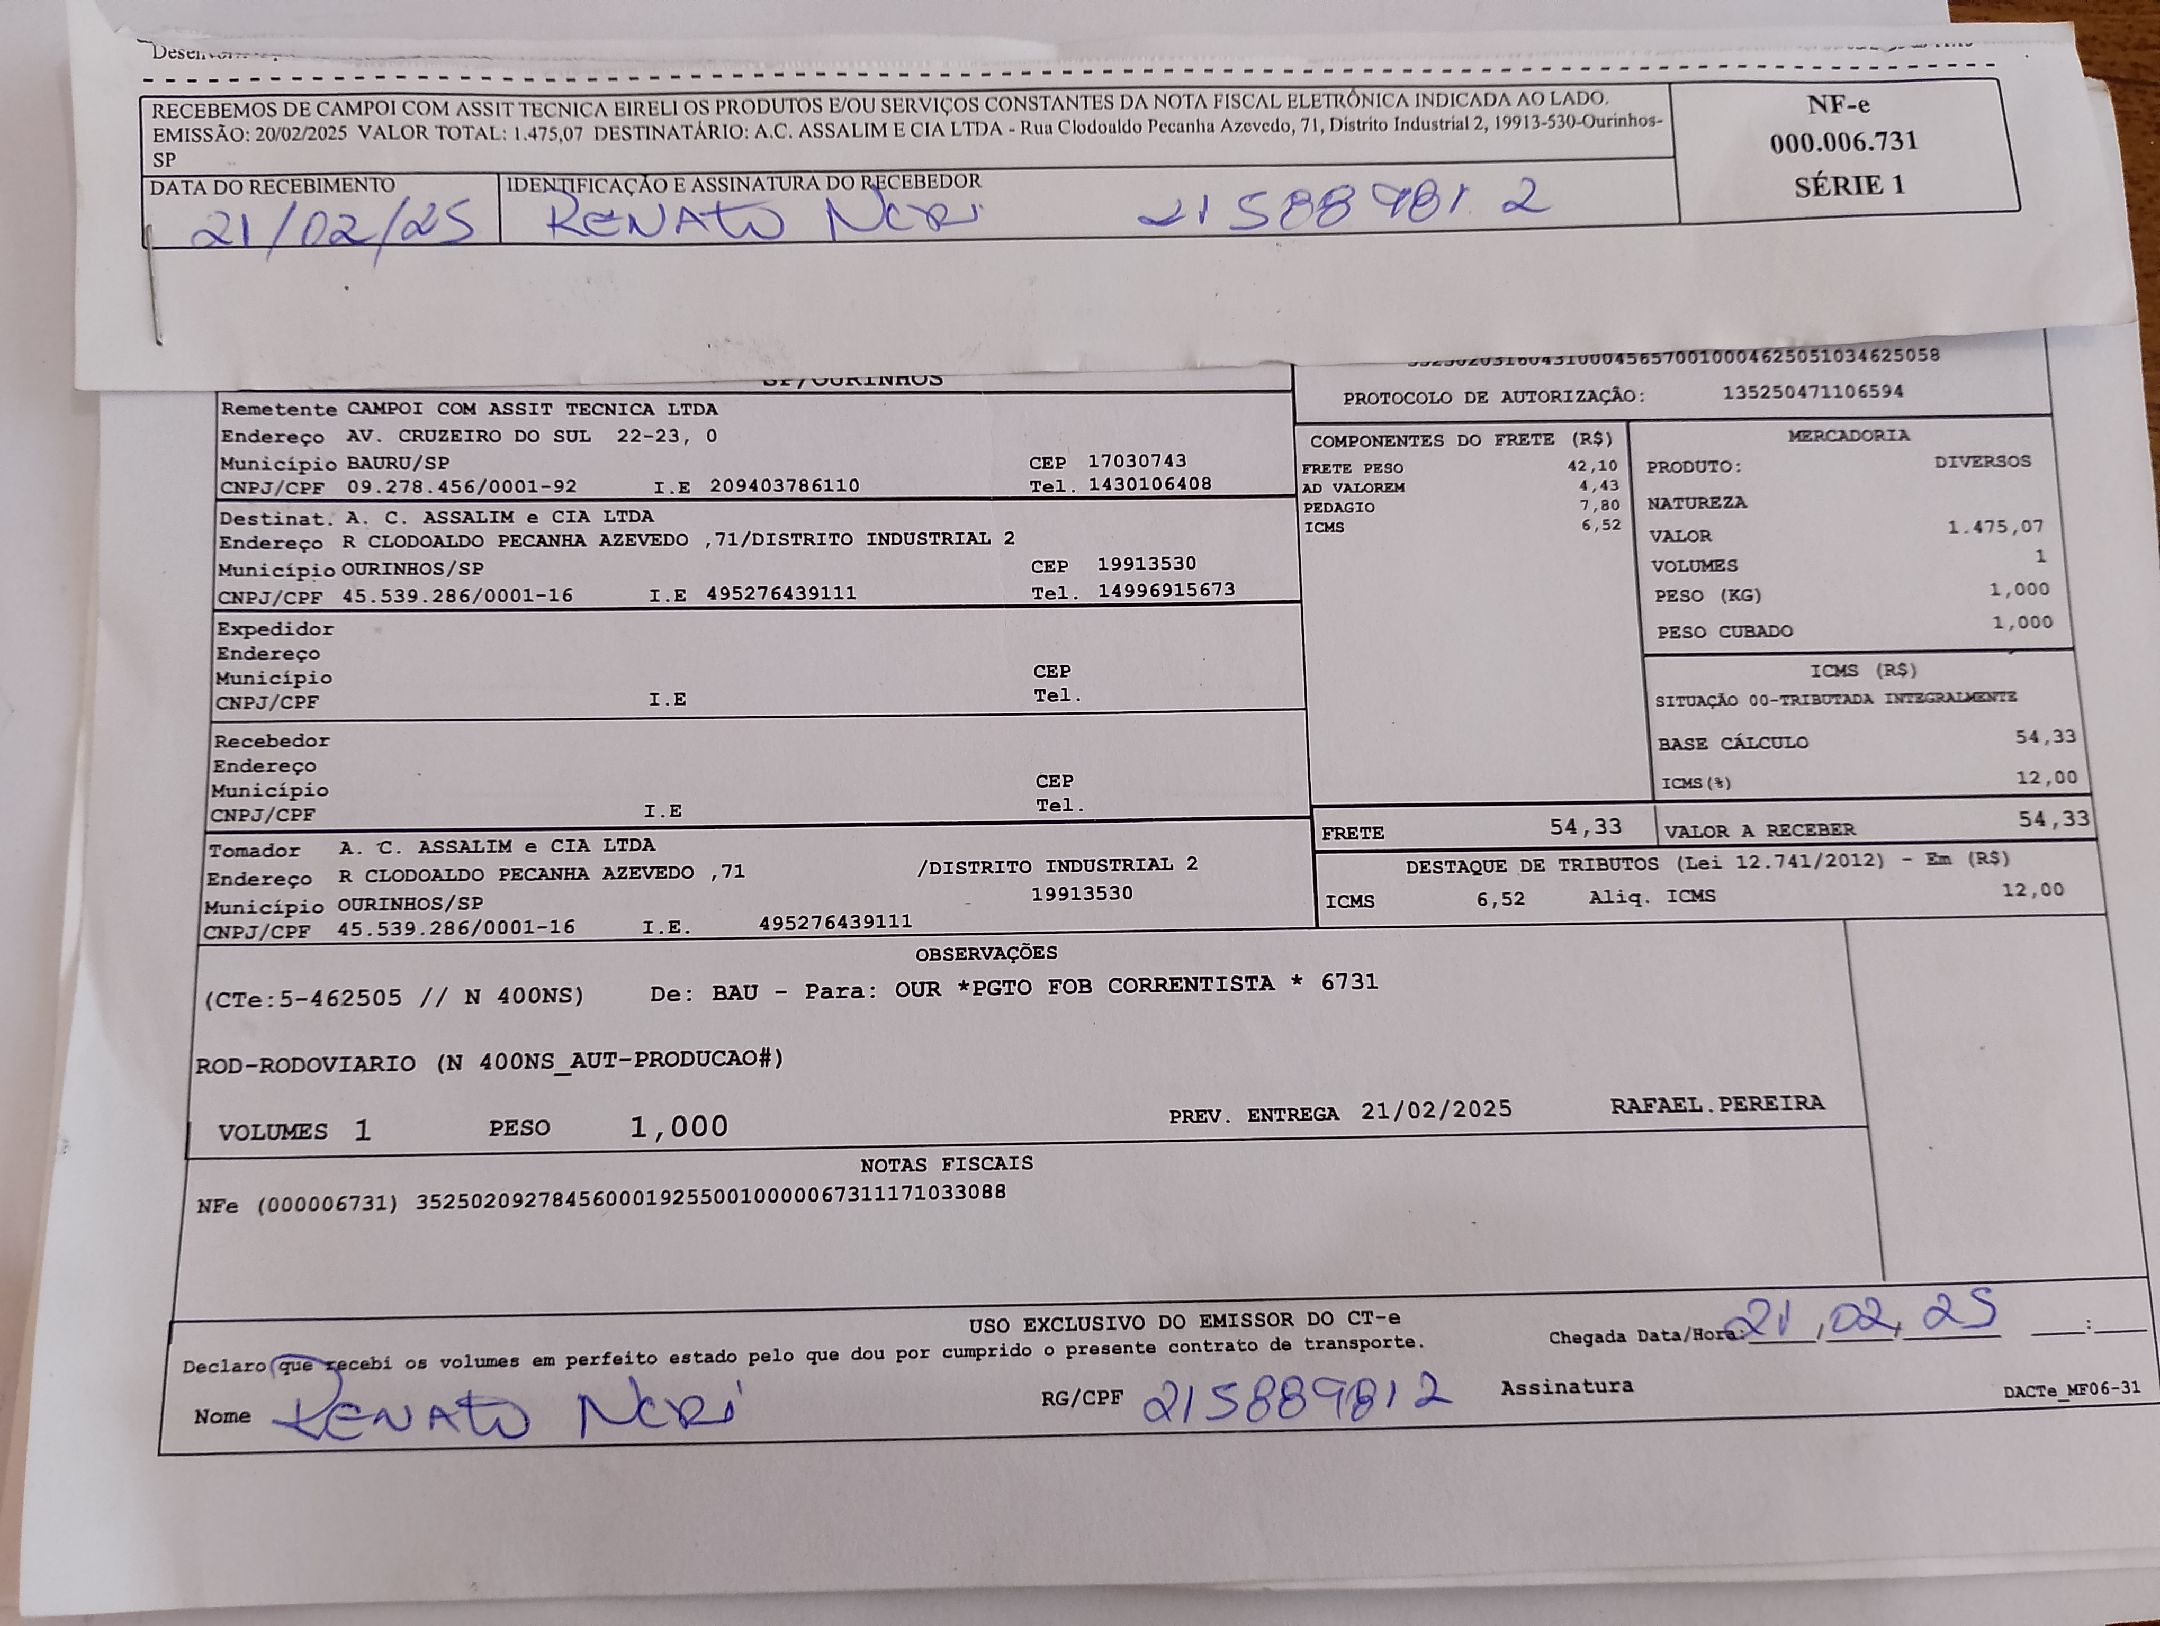 RECEBEMOS DE CAMPOI COM ASSIT TECNICA EIRELI OS PRODUTOS E/OU SERVIÇOS CONSTANTES DA NOTA FISCAL ELETRÔNICA INDICADA AO LADO.
EMISSÃO: 20/02/2025 VALOR TOTAL: 1.475,07 DESTINATÁRIO: A.C. ASSALIM E CIA LTDA - Rua Clodoaldo Pecanha Azevedo, 71, Distrito Industrial 2, 19913-530-Ourinhos-
SP
NF-e
000.006.731
SÉRIE 1
DATA DO RECEBIMENTO
21/02/25
IDENTIFICAÇÃO E ASSINATURA DO RECEBEDOR
RENATO NERI 215889812
SP/OURINHOS
PROTOCOLO DE AUTORIZAÇÃO: 135250471106594
Remetente CAMPOI COM ASSIT TECNICA LTDA
Endereço AV. CRUZEIRO DO SUL 22-23, 0
Município BAURU/SP CEP 17030743
CNPJ/CPF 09.278.456/0001-92 I.E 209403786110 Tel. 1430106408
Destinat. A. C. ASSALIM e CIA LTDA
Endereço R CLODOALDO PECANHA AZEVEDO ,71/DISTRITO INDUSTRIAL 2
Município OURINHOS/SP CEP 19913530
CNPJ/CPF 45.539.286/0001-16 I.E 495276439111 Tel. 14996915673
Expedidor
Endereço
Município CEP
CNPJ/CPF I.E Tel.
Recebedor
Endereço
Município CEP
CNPJ/CPF I.E Tel.
Tomador A. C. ASSALIM e CIA LTDA
Endereço R CLODOALDO PECANHA AZEVEDO ,71 /DISTRITO INDUSTRIAL 2
Município OURINHOS/SP 19913530
CNPJ/CPF 45.539.286/0001-16 I.E. 495276439111
COMPONENTES DO FRETE (R$)
FRETE PESO 42,10
AD VALOREM 4,43
PEDAGIO 7,80
ICMS 6,52
MERCADORIA
PRODUTO: DIVERSOS
NATUREZA
VALOR 1.475,07
VOLUMES 1
PESO (KG) 1,000
PESO CUBADO 1,000
ICMS (R$)
SITUAÇÃO 00-TRIBUTADA INTEGRALMENTE
BASE CÁLCULO 54,33
ICMS(%) 12,00
FRETE 54,33 VALOR A RECEBER 54,33
DESTAQUE DE TRIBUTOS (Lei 12.741/2012) - Em (R$)
ICMS 6,52 Aliq. ICMS 12,00
OBSERVAÇÕES
(CTe:5-462505 // N 400NS) De: BAU - Para: OUR *PGTO FOB CORRENTISTA * 6731
ROD-RODOVIARIO (N 400NS_AUT-PRODUCAO#)
VOLUMES 1 PESO 1,000 PREV. ENTREGA 21/02/2025 RAFAEL.PEREIRA
NOTAS FISCAIS
NFe (000006731) 35250209278456000192550010000067311171033088
USO EXCLUSIVO DO EMISSOR DO CT-e
Declaro que recebi os volumes em perfeito estado pelo que dou por cumprido o presente contrato de transporte.
Chegada Data/Hora: 21,02,25 :
Nome RENATO NERI RG/CPF 215889812 Assinatura
DACTe_MF06-31